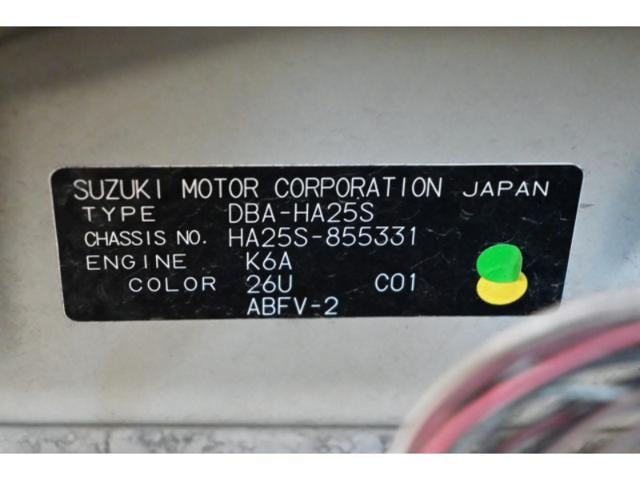 SUZUKI MOTOR CORPORATION JAPAN
TYPE DBA-HA25S
CHASSIS NO. HA25S-855331
ENGINE K6A
COLOR 26U C01
ABFV-2